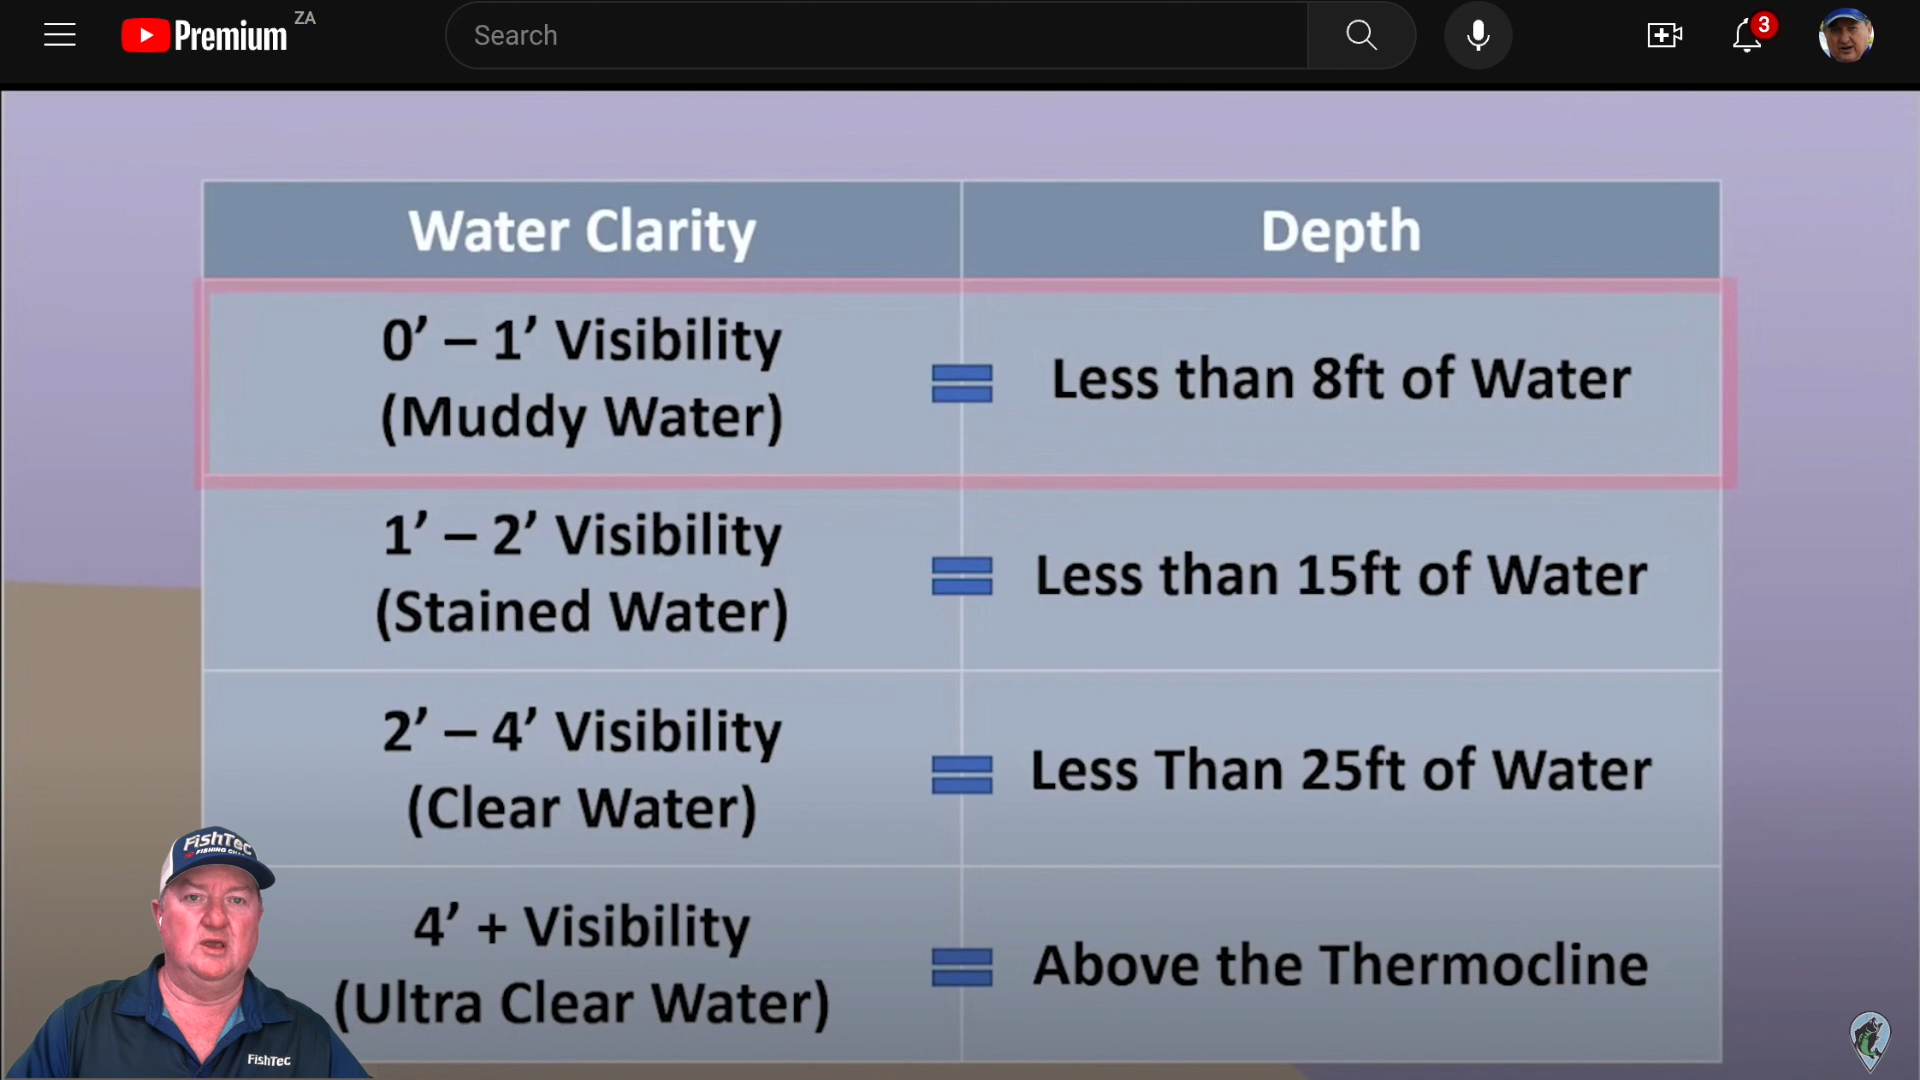 Premium ZA
Search
3
Water Clarity
Depth
0’ – 1’ Visibility
(Muddy Water)
= Less than 8ft of Water
1’ – 2’ Visibility
(Stained Water)
= Less than 15ft of Water
2’ – 4’ Visibility
(Clear Water)
= Less Than 25ft of Water
4’ + Visibility
(Ultra Clear Water)
= Above the Thermocline
FishTec
FishTec